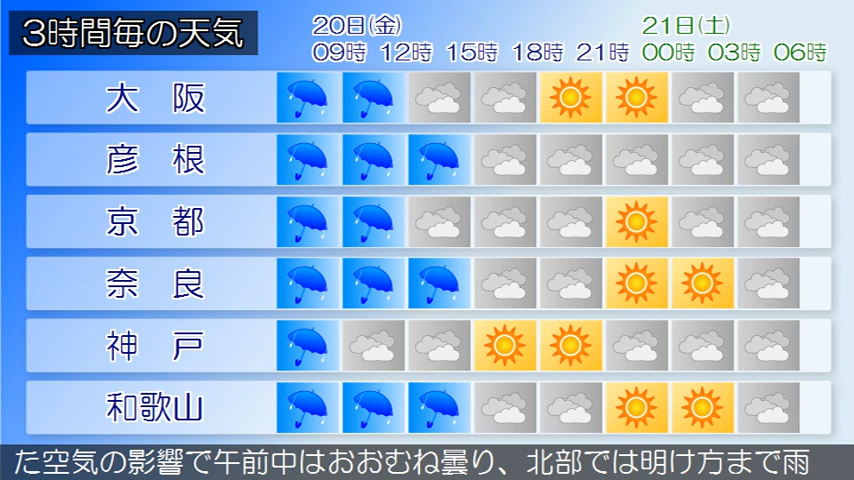 3時間毎の天気
20日(金) 21日(土)
09時 12時 15時 18時 21時 00時 03時 06時
大 阪
彦 根
京 都
奈 良
神 戸
和歌山
た空気の影響で午前中はおおむね曇り、北部では明け方まで雨